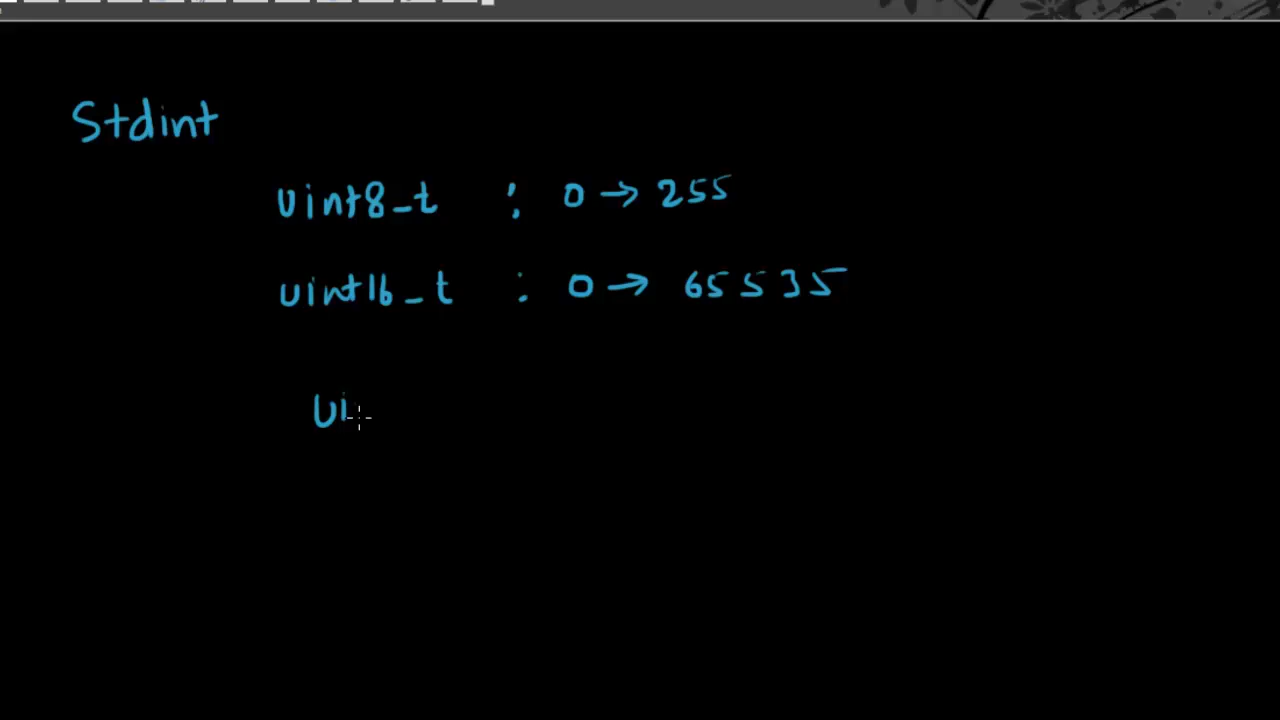 Stdint
uint8_t : 0 → 255
uint16_t : 0 → 65535
Ui